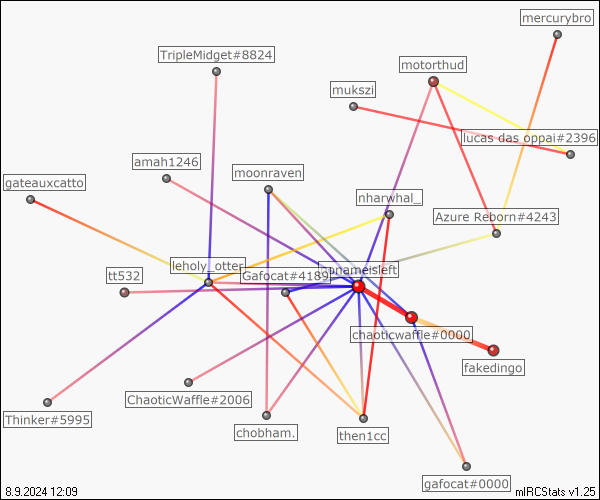 mercurybro
TripleMidget#8824
motorthud
mukszi
lucas das oppai#2396
amah1246
moonraven
gateauxcatto
nharwhal_
Azure Reborn#4243
leholy_otter
tt532
Gafocat#4189
nonameisleft
chaoticwaffle#0000
fakedingo
ChaoticWaffle#2006
Thinker#5995
chobham.
then1cc
gafocat#0000
8.9.2024 12:09
mIRCStats v1.25